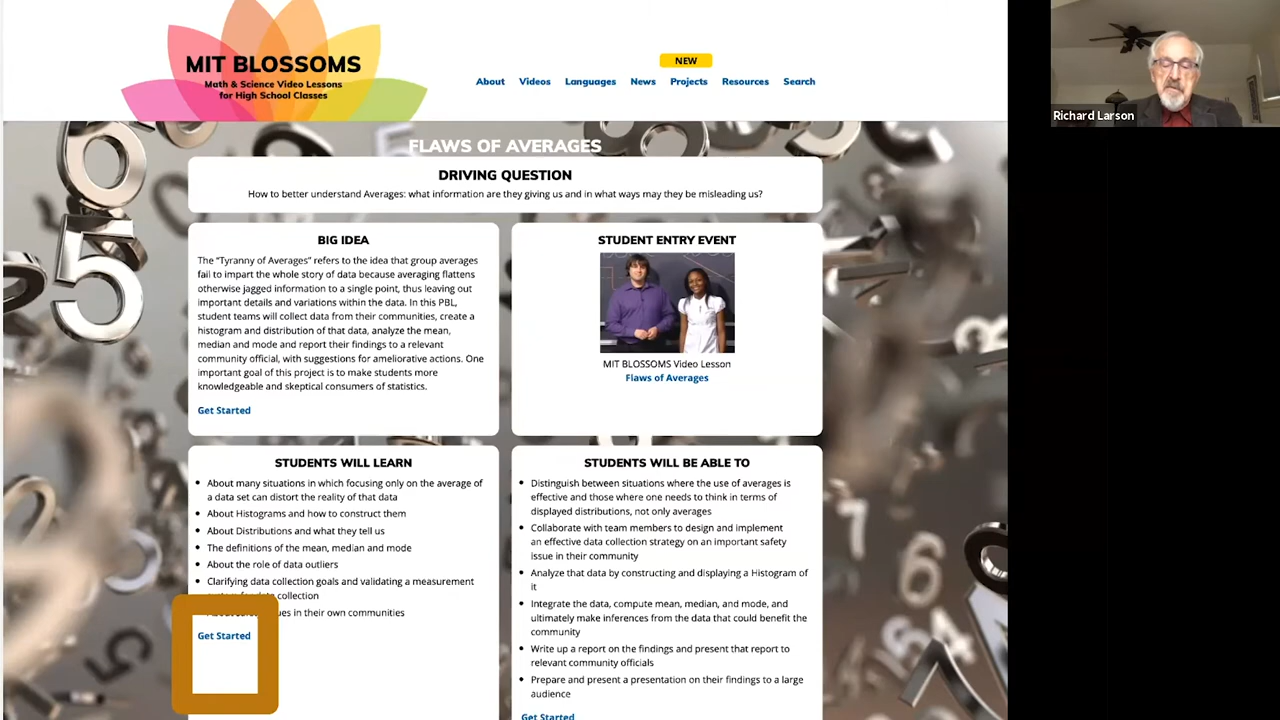 MIT BLOSSOMS
Math & Science Video Lessons
for High School Classes
NEW
About Videos Languages News Projects Resources Search
Richard Larson
FLAWS OF AVERAGES
DRIVING QUESTION
How to better understand Averages: what information are they giving us and in what ways may they be misleading us?
BIG IDEA
The “Tyranny of Averages” refers to the idea that group averages
fail to impart the whole story of data because averaging flattens
otherwise jagged information to a single point, thus leaving out
important details and variations within the data. In this PBL,
student teams will collect data from their communities, create a
histogram and distribution of that data, analyze the mean,
median and mode and report their findings to a relevant
community official, with suggestions for ameliorative actions. One
important goal of this project is to make students more
knowledgeable and skeptical consumers of statistics.
Get Started
STUDENT ENTRY EVENT
MIT BLOSSOMS Video Lesson
Flaws of Averages
STUDENTS WILL LEARN
About many situations in which focusing only on the average of
a data set can distort the reality of that data
About Histograms and how to construct them
About Distributions and what they tell us
The definitions of the mean, median and mode
About the role of data outliers
Clarifying data collection goals and validating a measurement
collection
in their own communities
Get Started
STUDENTS WILL BE ABLE TO
Distinguish between situations where the use of averages is
effective and those where one needs to think in terms of
displayed distributions, not only averages
Collaborate with team members to design and implement
an effective data collection strategy on an important safety
issue in their community
Analyze that data by constructing and displaying a Histogram of
it
Integrate the data, compute mean, median, and mode, and
ultimately make inferences from the data that could benefit the
community
Write up a report on the findings and present that report to
relevant community officials
Prepare and present a presentation on their findings to a large
audience
Get Started